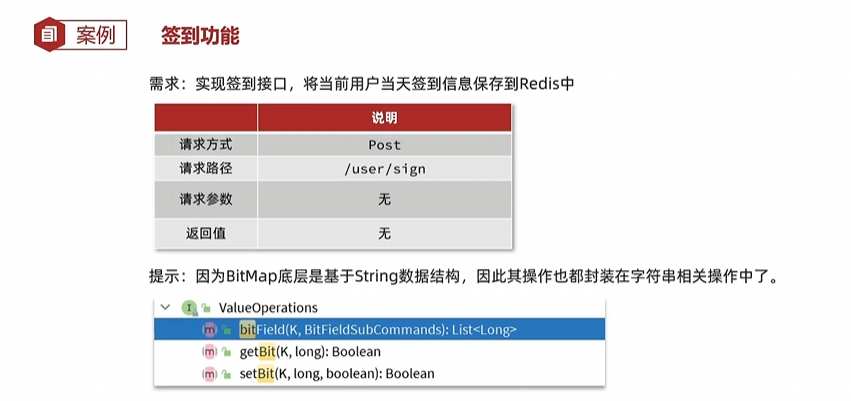 案例 签到功能
需求：实现签到接口，将当前用户当天签到信息保存到Redis中
说明
请求方式 Post
请求路径 /user/sign
请求参数 无
返回值 无
提示：因为BitMap底层是基于String数据结构，因此其操作也都封装在字符串相关操作中了。
I ValueOperations
m bitField(K, BitFieldSubCommands): List<Long>
m getBit(K, long): Boolean
m setBit(K, long, boolean): Boolean